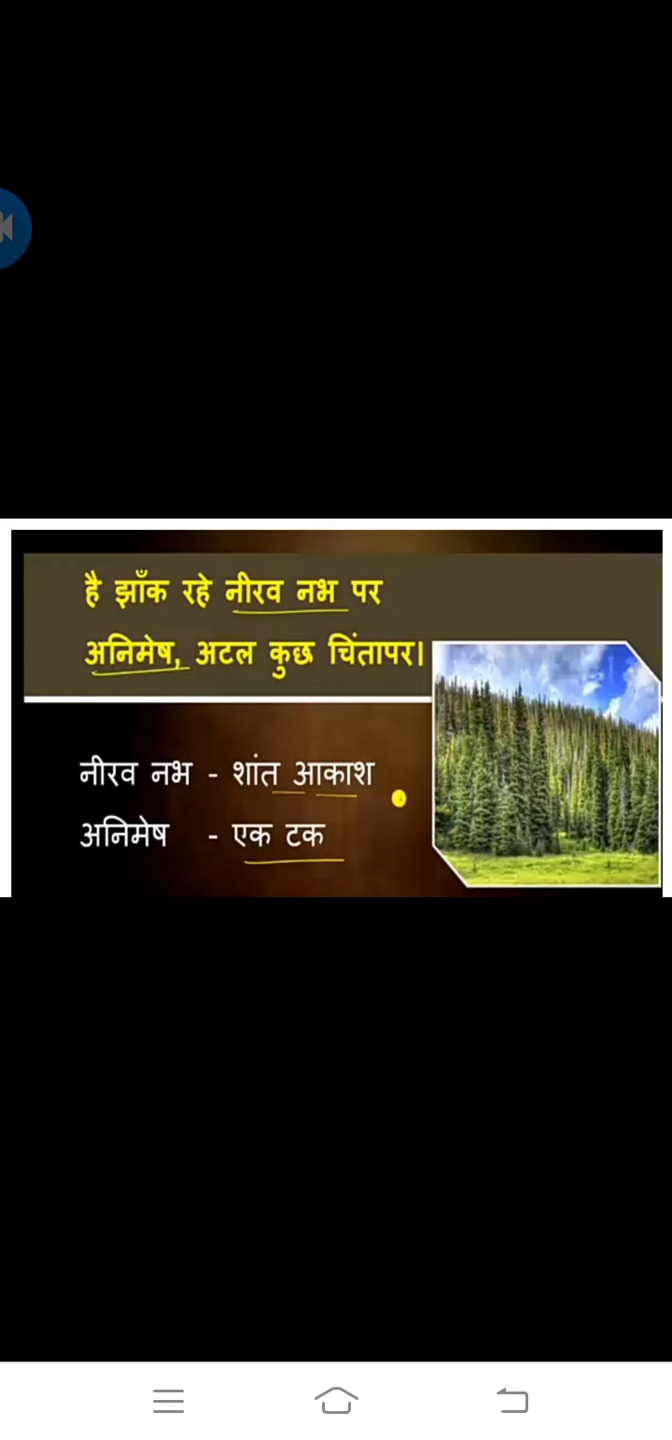 है झाँक रहे नीरव नभ पर
अनिमेष, अटल कुछ चिंतापर।
नीरव नभ - शांत आकाश
अनिमेष - एक टक